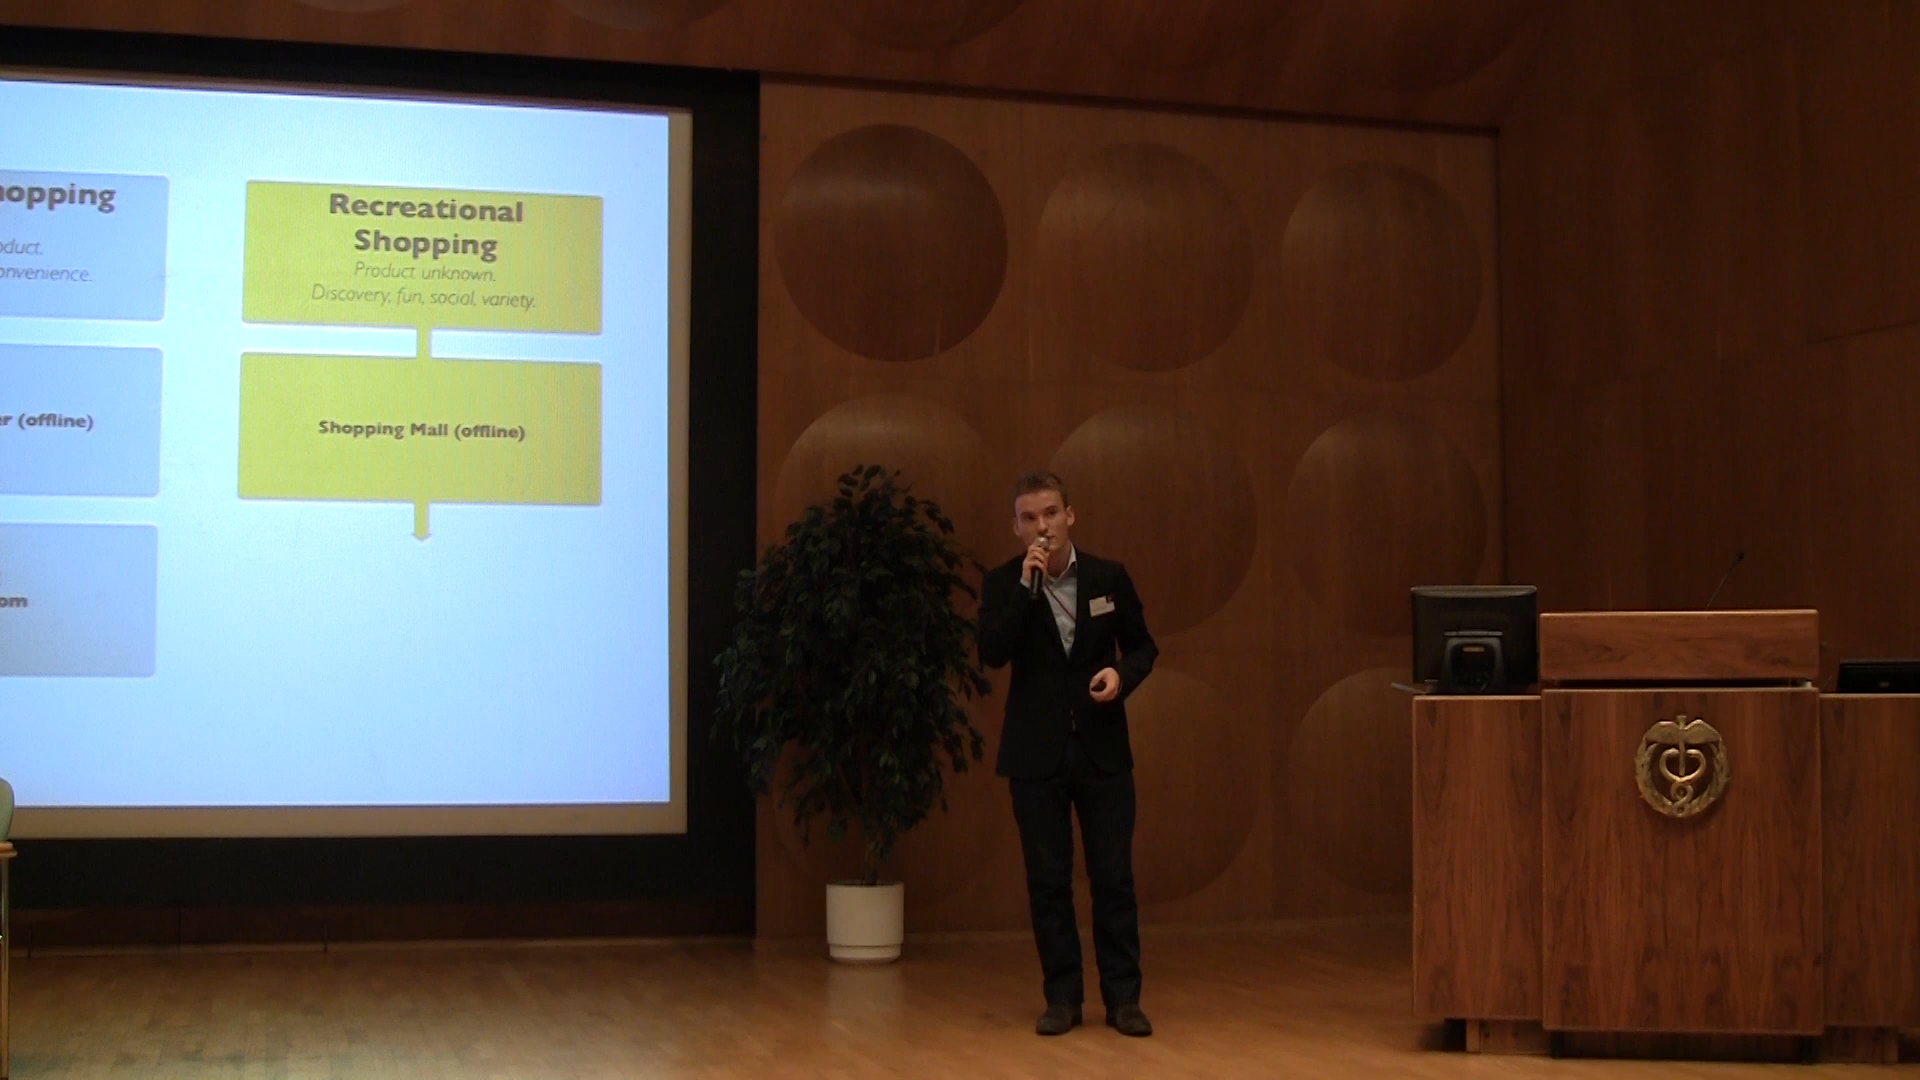 hopping
oduct.
onvenience.
er (offline)
om
Recreational
Shopping
Product unknown.
Discovery, fun, social, variety.
Shopping Mall (offline)